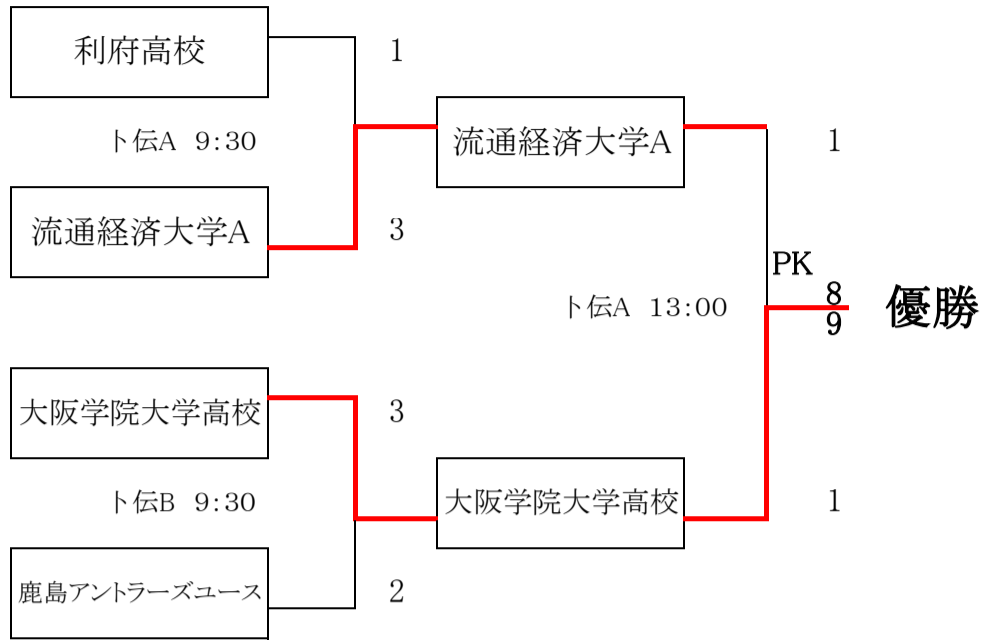 利府高校
1
ト伝A 9:30
流通経済大学A
3
大阪学院大学高校
3
ト伝B 9:30
鹿島アントラーズユース
2
流通経済大学A
1
ト伝A 13:00
PK
8
9
優勝
大阪学院大学高校
1